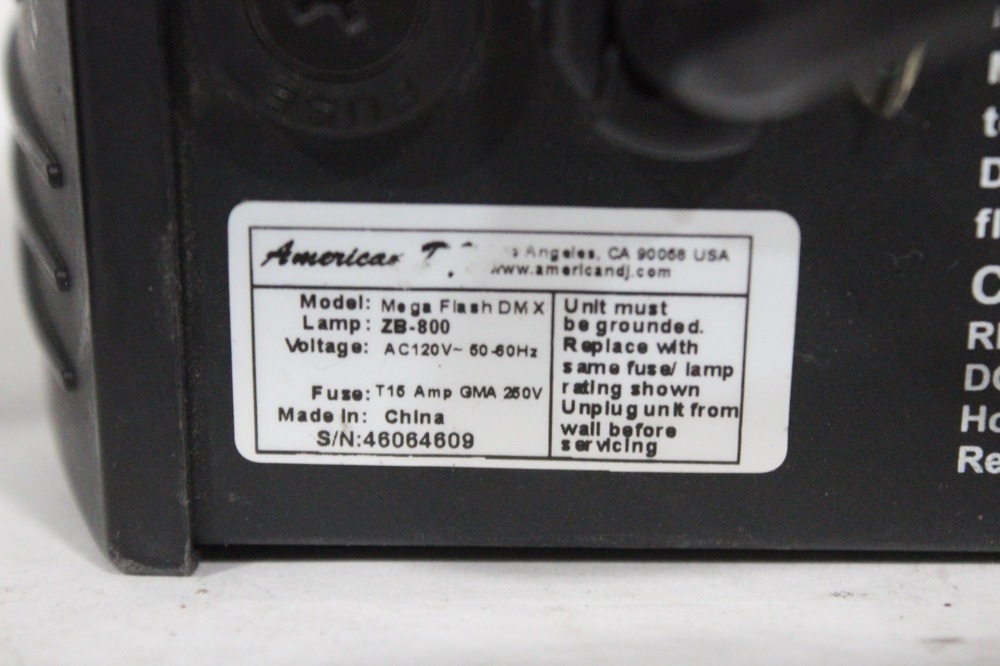 FUSE
American Angeles, CA 90058 USA
www.americandj.com
Model: Mega Flash DMX
Lamp: ZB-800
Voltage: AC120V~ 50-60Hz
Fuse: T15 Amp GMA 250V
Made in: China
S/N:46064609
Unit must
be grounded.
Replace with
same fuse/ lamp
rating shown
Unplug unit from
wall before
servicing